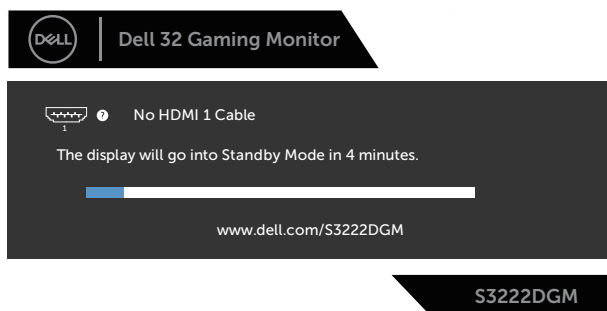 DELL
Dell 32 Gaming Monitor
? No HDMI 1 Cable
1
The display will go into Standby Mode in 4 minutes.
www.dell.com/S3222DGM
S3222DGM